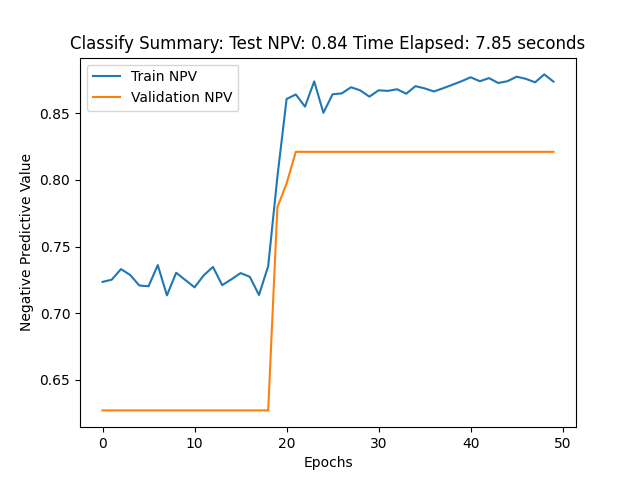 Classify Summary: Test NPV: 0.84 Time Elapsed: 7.85 seconds
Train NPV
Validation NPV
Negative Predictive Value
0.85
0.80
0.75
0.70
0.65
0 10 20 30 40 50
Epochs